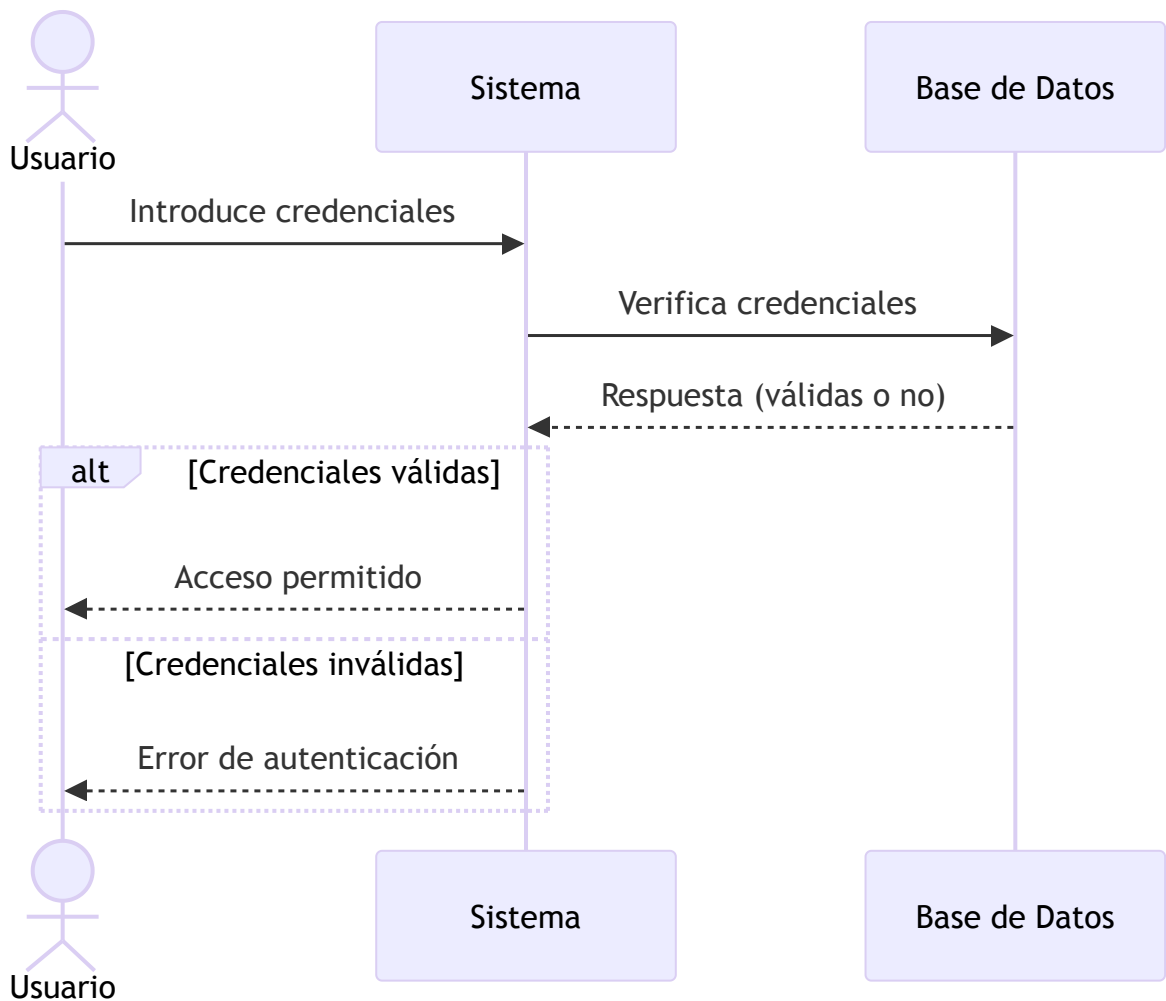 Usuario
Sistema
Base de Datos
Introduce credenciales
Verifica credenciales
Respuesta (válidas o no)
alt
[Credenciales válidas]
Acceso permitido
[Credenciales inválidas]
Error de autenticación
Usuario
Sistema
Base de Datos